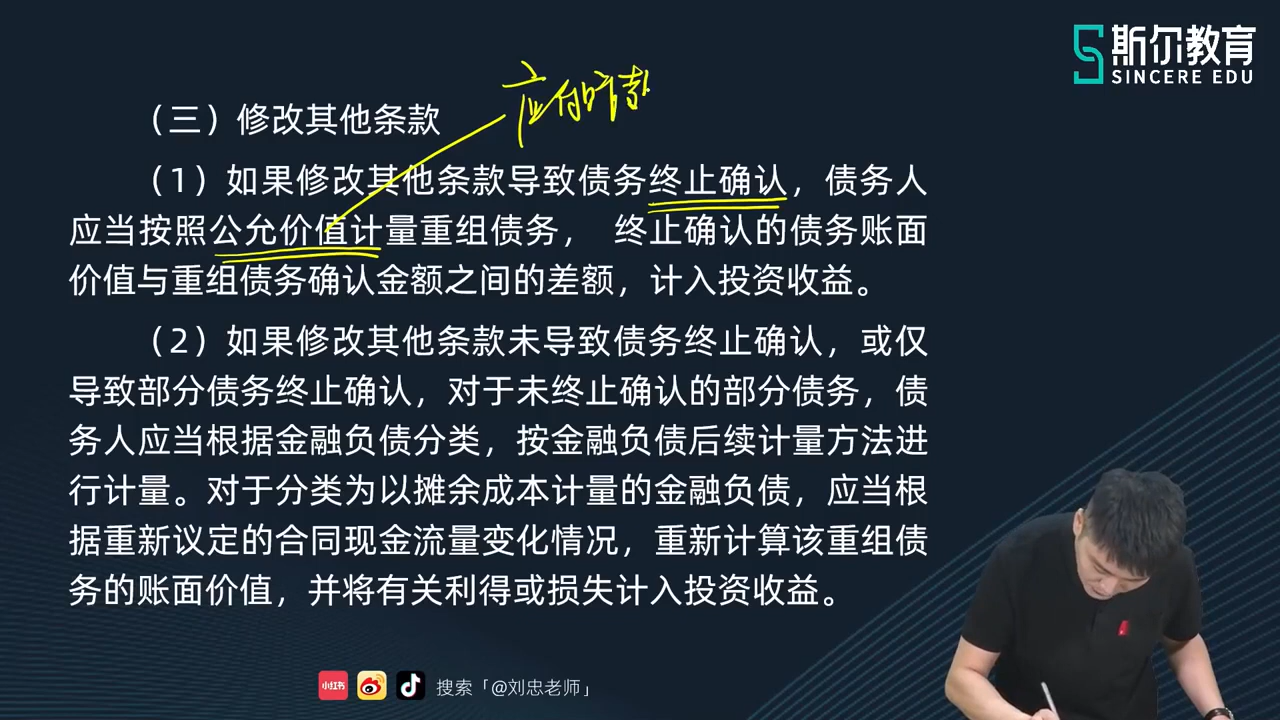 斯尔教育
SINCERE EDU
应付账款
（三）修改其他条款
（1）如果修改其他条款导致债务终止确认，债务人
应当按照公允价值计量重组债务， 终止确认的债务账面
价值与重组债务确认金额之间的差额，计入投资收益。
（2）如果修改其他条款未导致债务终止确认，或仅
导致部分债务终止确认，对于未终止确认的部分债务，债
务人应当根据金融负债分类，按金融负债后续计量方法进
行计量。对于分类为以摊余成本计量的金融负债，应当根
据重新议定的合同现金流量变化情况，重新计算该重组债
务的账面价值，并将有关利得或损失计入投资收益。
小红书
搜索「@刘忠老师」